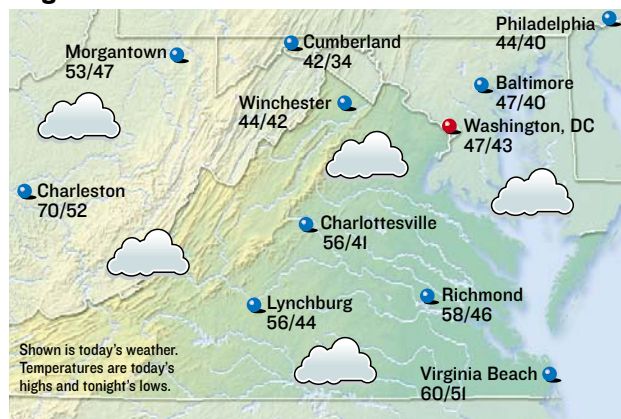 Philadelphia
44/40
Morgantown
53/47
Cumberland
42/34
Baltimore
47/40
Winchester
44/42
Washington, DC
47/43
Charleston
70/52
Charlottesville
56/41
Lynchburg
56/44
Richmond
58/46
Shown is today's weather.
Temperatures are today's
highs and tonight's lows.
Virginia Beach
60/51